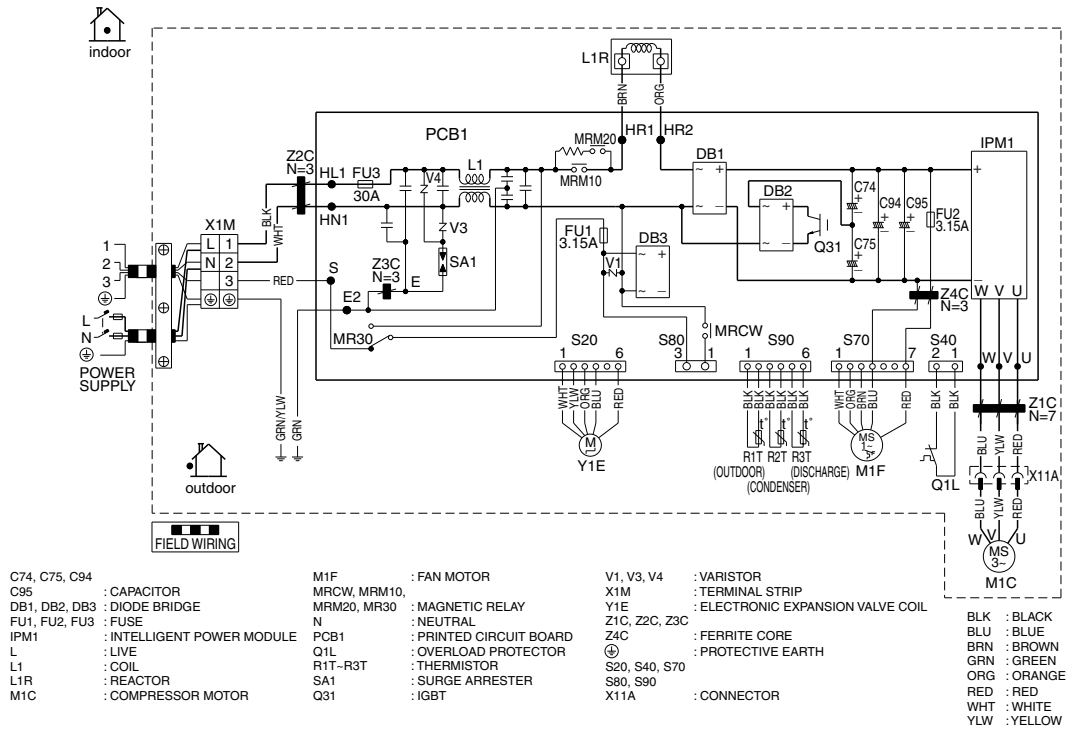 indoor
L1R
BRN
ORG
HR1
HR2
PCB1
MRM20
MRM10
DB1
IPM1
Z2C
N=3
HL1
FU3
30A
V4
L1
HN1
V3
SA1
+
~
−
DB2
C74
C75
C94
C95
FU2
3.15A
Q31
X1M
L 1
N 2
3
BLK
WHT
RED
S
1
2
3
L
N
POWER
SUPPLY
Z3C
N=3
E
E2
MR30
FU1
3.15A
V1
DB3
MRCW
Z4C
N=3
W V U
S20
1 6
S80
3 1
S90
1 6
S70
1 7
S40
2 1
W V U
WHT
YLW
ORG
BLU
RED
M
Y1E
BLK
BLK
BLK
BLK
BLK
BLK
t°
t°
t°
R1T
R2T
R3T
(OUTDOOR)
(DISCHARGE)
(CONDENSER)
WHT
ORG
BRN
BLU
RED
MS
1~
M1F
BLK
BLK
Q1L
Z1C
N=7
BLU
YLW
RED
X11A
BLU
YLW
RED
W V U
MS
3~
M1C
GRN/YLW
GRN
outdoor
FIELD WIRING
C74, C75, C94
C95 : CAPACITOR
DB1, DB2, DB3 : DIODE BRIDGE
FU1, FU2, FU3 : FUSE
IPM1 : INTELLIGENT POWER MODULE
L : LIVE
L1 : COIL
L1R : REACTOR
M1C : COMPRESSOR MOTOR
M1F : FAN MOTOR
MRCW, MRM10,
MRM20, MR30 : MAGNETIC RELAY
N : NEUTRAL
PCB1 : PRINTED CIRCUIT BOARD
Q1L : OVERLOAD PROTECTOR
R1T~R3T : THERMISTOR
SA1 : SURGE ARRESTER
Q31 : IGBT
V1, V3, V4 : VARISTOR
X1M : TERMINAL STRIP
Y1E : ELECTRONIC EXPANSION VALVE COIL
Z1C, Z2C, Z3C
Z4C : FERRITE CORE
: PROTECTIVE EARTH
S20, S40, S70
S80, S90
X11A : CONNECTOR
BLK : BLACK
BLU : BLUE
BRN : BROWN
GRN : GREEN
ORG : ORANGE
RED : RED
WHT : WHITE
YLW : YELLOW